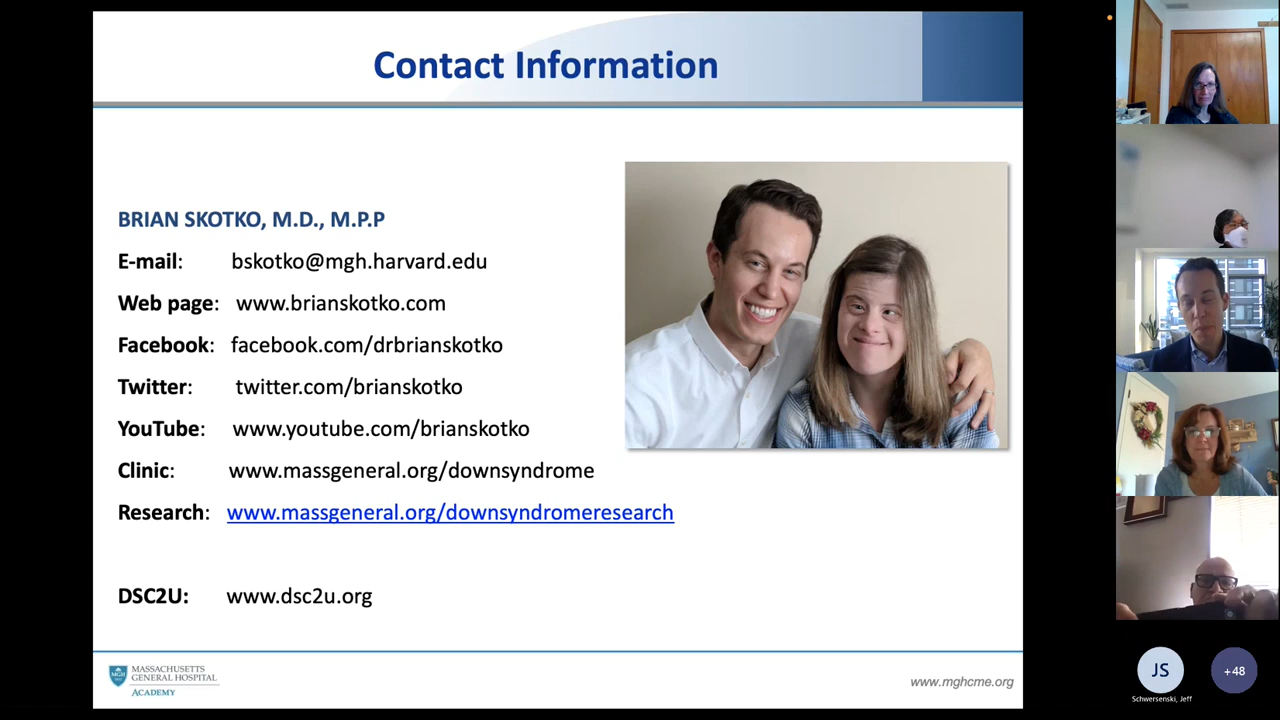 Contact Information
BRIAN SKOTKO, M.D., M.P.P
E-mail: bskotko@mgh.harvard.edu
Web page: www.brianskotko.com
Facebook: facebook.com/drbrianskotko
Twitter: twitter.com/brianskotko
YouTube: www.youtube.com/brianskotko
Clinic: www.massgeneral.org/downsyndrome
Research: www.massgeneral.org/downsyndromeresearch
DSC2U: www.dsc2u.org
MGH
MASSACHUSETTS
GENERAL HOSPITAL
ACADEMY
www.mghcme.org
JS
+48
Schwersenski, Jeff